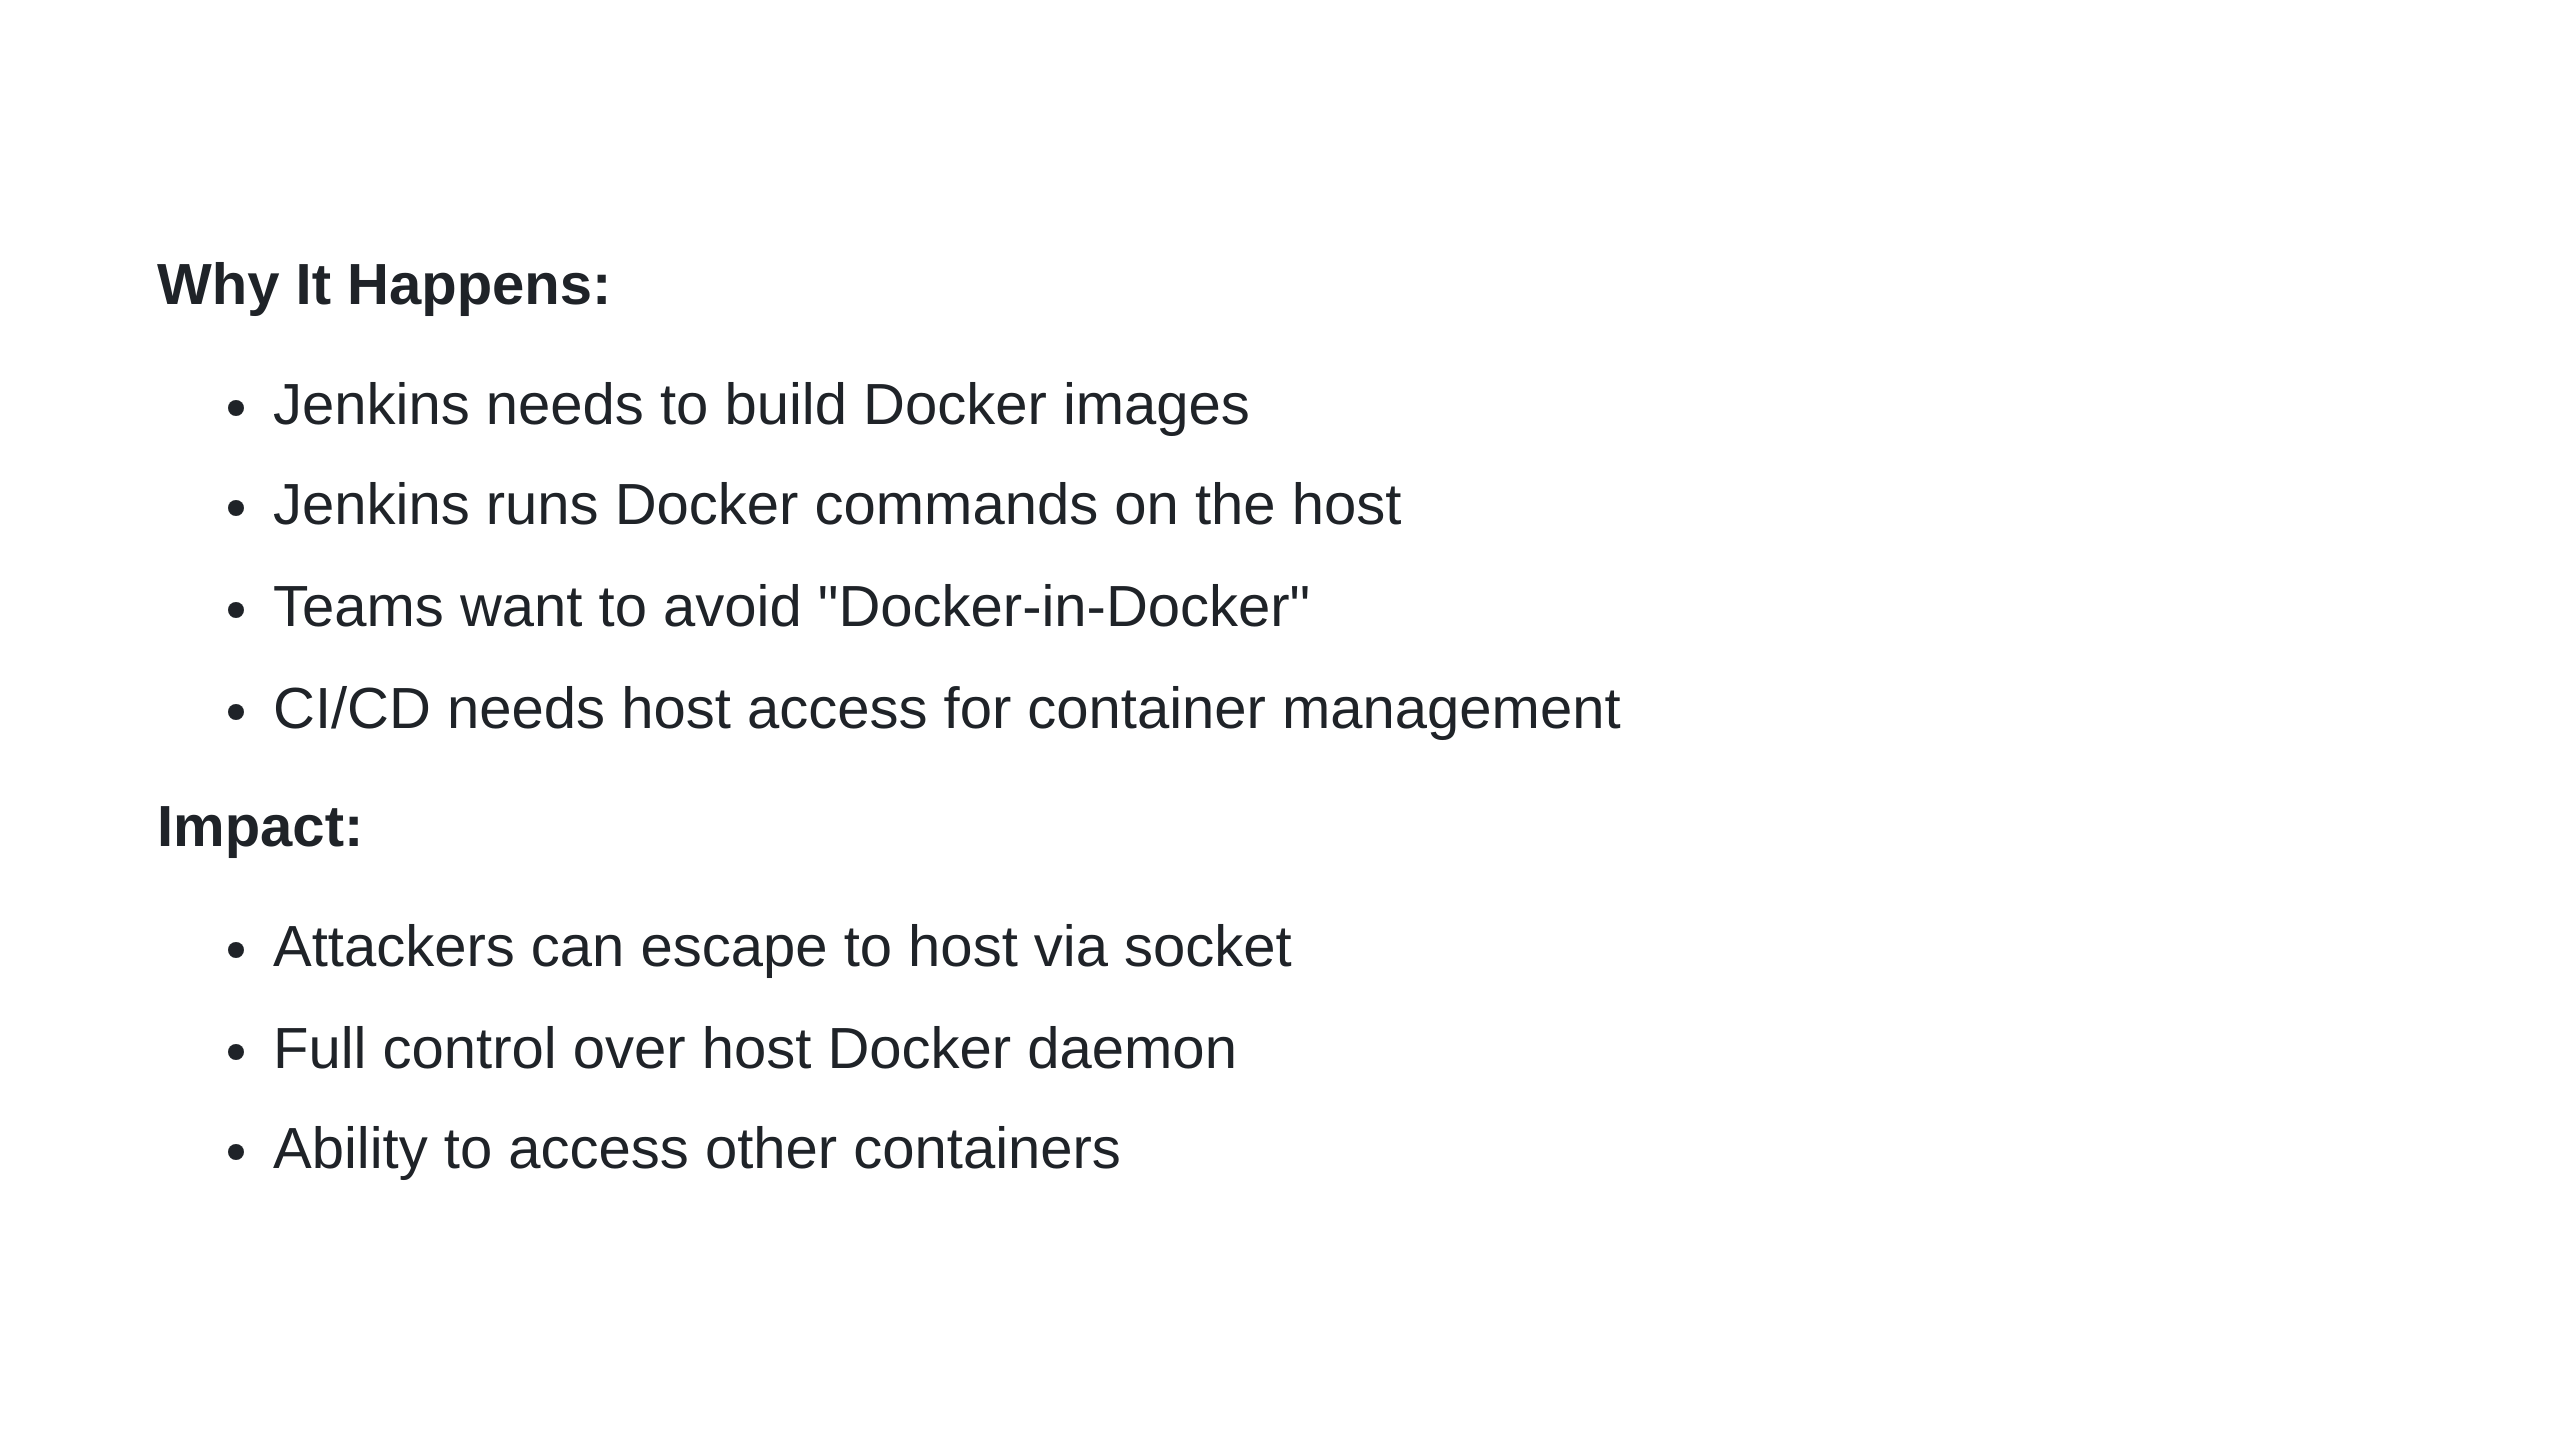 Why It Happens:
• Jenkins needs to build Docker images
• Jenkins runs Docker commands on the host
• Teams want to avoid "Docker-in-Docker"
• CI/CD needs host access for container management
Impact:
• Attackers can escape to host via socket
• Full control over host Docker daemon
• Ability to access other containers